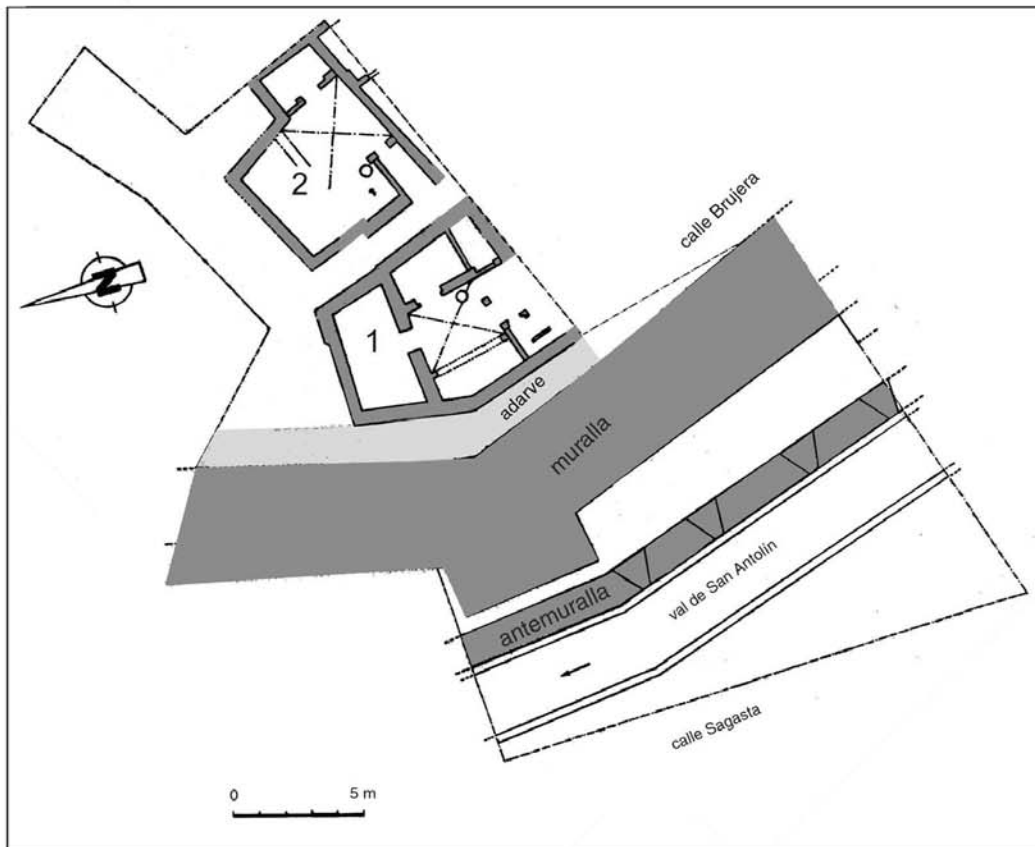 2
calle Brujera
N
1
adarve
muralla
antemuralla
val de San Antolín
calle Sagasta
0 5 m